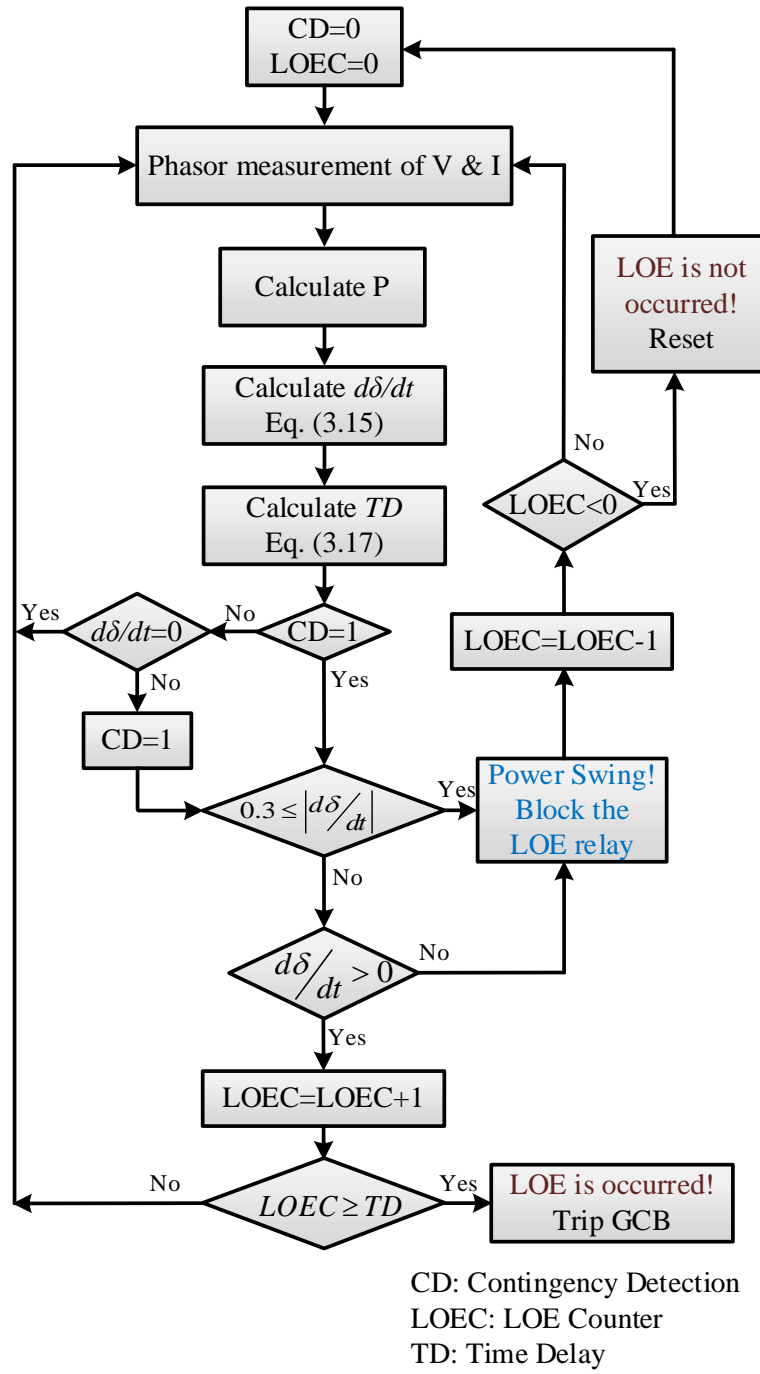 CD=0
LOEC=0
Phasor measurement of V & I
Calculate P
LOE is not
occurred!
Reset
Calculate dδ/dt
Eq. (3.15)
No
LOEC<0
Yes
Calculate TD
Eq. (3.17)
Yes
dδ/dt=0
No
CD=1
LOEC=LOEC-1
No
Yes
CD=1
0.3 ≤ |dδ/dt|
Yes
Power Swing!
Block the
LOE relay
No
dδ/dt > 0
No
Yes
LOEC=LOEC+1
No
LOEC ≥ TD
Yes
LOE is occurred!
Trip GCB
CD: Contingency Detection
LOEC: LOE Counter
TD: Time Delay